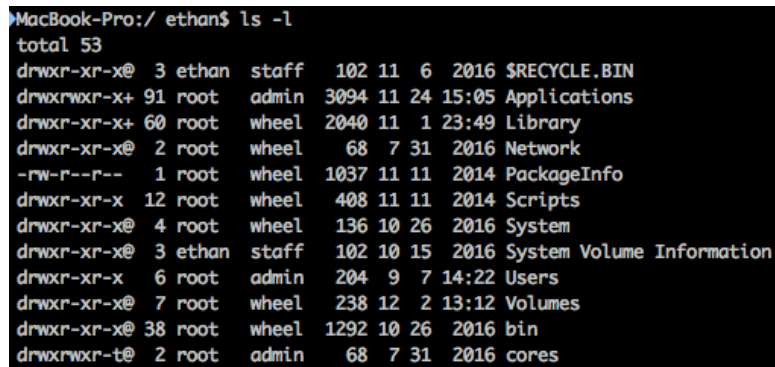 MacBook-Pro:/ ethan$ ls -l
total 53
drwxr-xr-x@  3 ethan  staff   102 11  6  2016 $RECYCLE.BIN
drwxrwxr-x+ 91 root   admin  3094 11 24 15:05 Applications
drwxr-xr-x+ 60 root   wheel  2040 11  1 23:49 Library
drwxr-xr-x@  2 root   wheel    68  7 31  2016 Network
-rw-r--r--   1 root   wheel  1037 11 11  2014 PackageInfo
drwxr-xr-x  12 root   wheel   408 11 11  2014 Scripts
drwxr-xr-x@  4 root   wheel   136 10 26  2016 System
drwxr-xr-x@  3 ethan  staff   102 10 15  2016 System Volume Information
drwxr-xr-x   6 root   admin   204  9  7 14:22 Users
drwxr-xr-x@  7 root   wheel   238 12  2 13:12 Volumes
drwxr-xr-x@ 38 root   wheel  1292 10 26  2016 bin
drwxrwxr-t@  2 root   admin    68  7 31  2016 cores